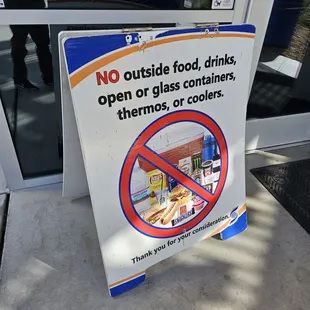 NO outside food, drinks,
open or glass containers,
thermos, or coolers.
Thank you for your consideration.